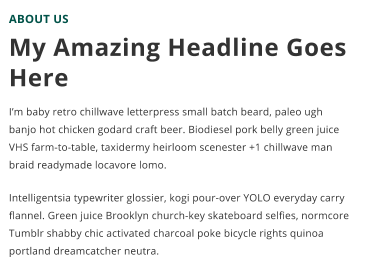 ABOUT US
My Amazing Headline Goes
Here
I'm baby retro chillwave letterpress small batch beard, paleo ugh
banjo hot chicken godard craft beer. Biodiesel pork belly green juice
VHS farm-to-table, taxidermy heirloom scenester +1 chillwave man
braid readymade locavore lomo.
Intelligentsia typewriter glossier, kogi pour-over YOLO everyday carry
flannel. Green juice Brooklyn church-key skateboard selfies, normcore
Tumblr shabby chic activated charcoal poke bicycle rights quinoa
portland dreamcatcher neutra.